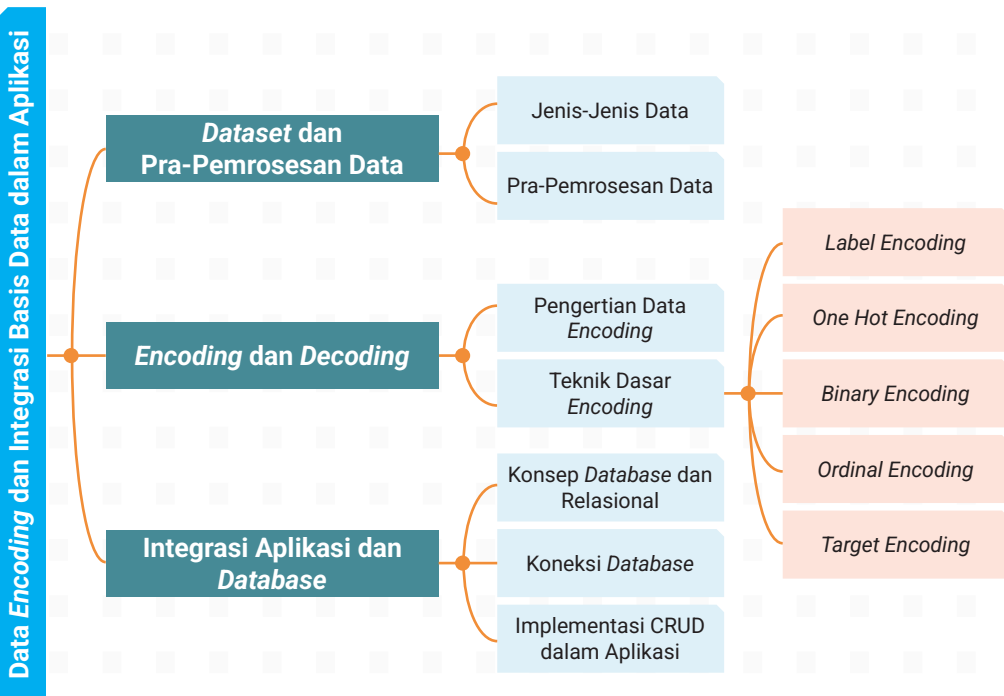 Data Encoding dan Integrasi Basis Data dalam Aplikasi
Dataset dan
Pra-Pemrosesan Data
Jenis-Jenis Data
Pra-Pemrosesan Data
Encoding dan Decoding
Pengertian Data
Encoding
Teknik Dasar
Encoding
Label Encoding
One Hot Encoding
Binary Encoding
Ordinal Encoding
Target Encoding
Integrasi Aplikasi dan
Database
Konsep Database dan
Relasional
Koneksi Database
Implementasi CRUD
dalam Aplikasi